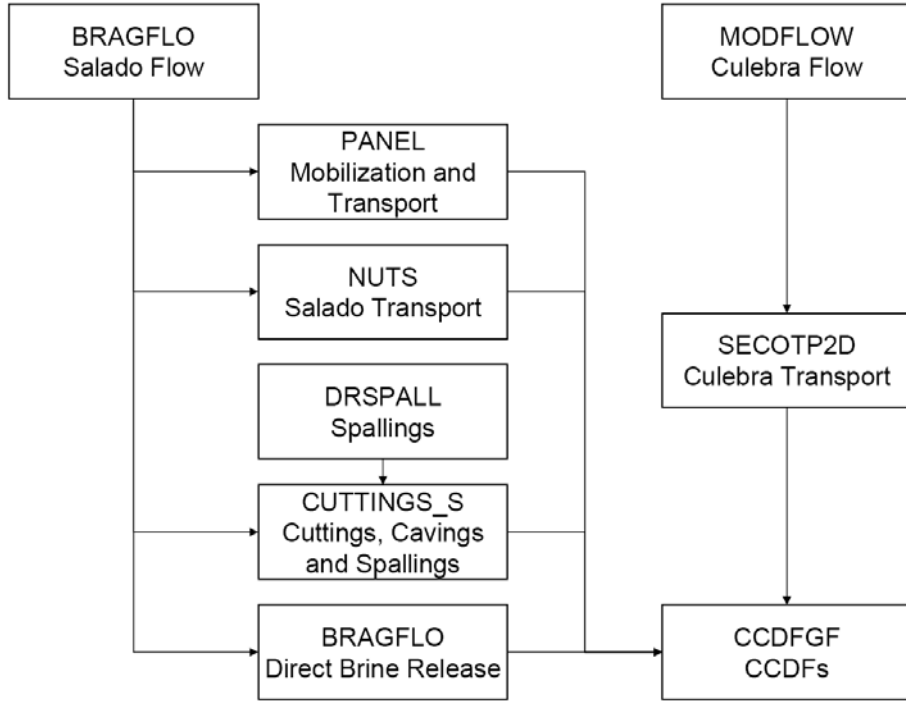 BRAGFLO
Salado Flow
MODFLOW
Culebra Flow
PANEL
Mobilization and
Transport
NUTS
Salado Transport
SECOTP2D
Culebra Transport
DRSPALL
Spallings
CUTTINGS_S
Cuttings, Cavings
and Spallings
BRAGFLO
Direct Brine Release
CCDFGF
CCDFs